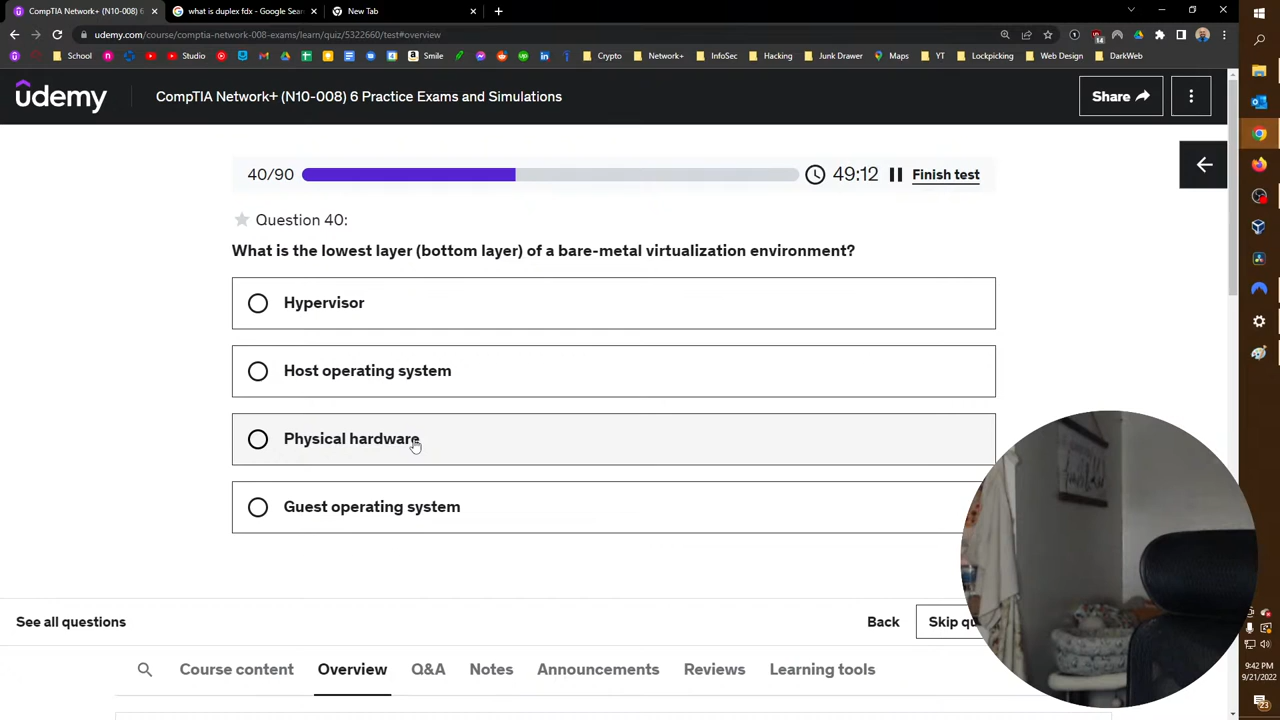 CompTIA Network+ (N10-008) 6
what is duplex fdx - Google Sear
New Tab
udemy.com/course/comptia-network-008-exams/learn/quiz/5322660/test#overview
School
Studio
Smile
Crypto
Network+
InfoSec
Hacking
Junk Drawer
Maps
YT
Lockpicking
Web Design
DarkWeb
udemy
CompTIA Network+ (N10-008) 6 Practice Exams and Simulations
Share
40/90
49:12
Finish test
Question 40:
What is the lowest layer (bottom layer) of a bare-metal virtualization environment?
Hypervisor
Host operating system
Physical hardware
Guest operating system
See all questions
Back
Skip qu
Course content
Overview
Q&A
Notes
Announcements
Reviews
Learning tools
9:42 PM
9/21/2022
23